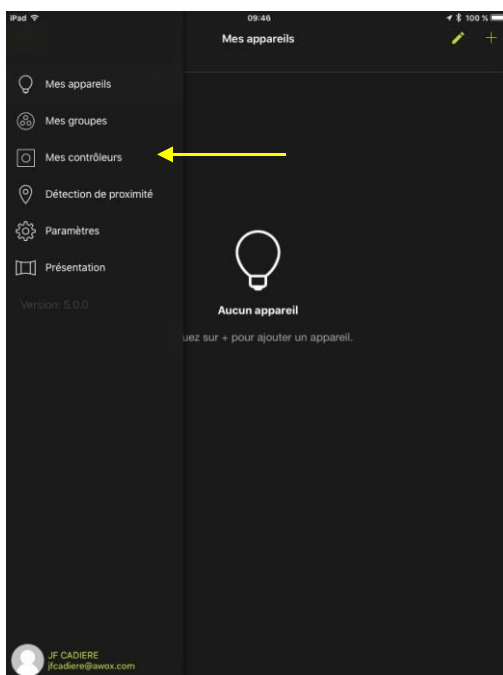 iPad 09:46 100 %
Mes appareils
Mes appareils
Mes groupes
Mes contrôleurs
Détection de proximité
Paramètres
Présentation
Version: 5.0.0
Aucun appareil
uez sur + pour ajouter un appareil.
JF CADIERE
jfcadiere@awox.com